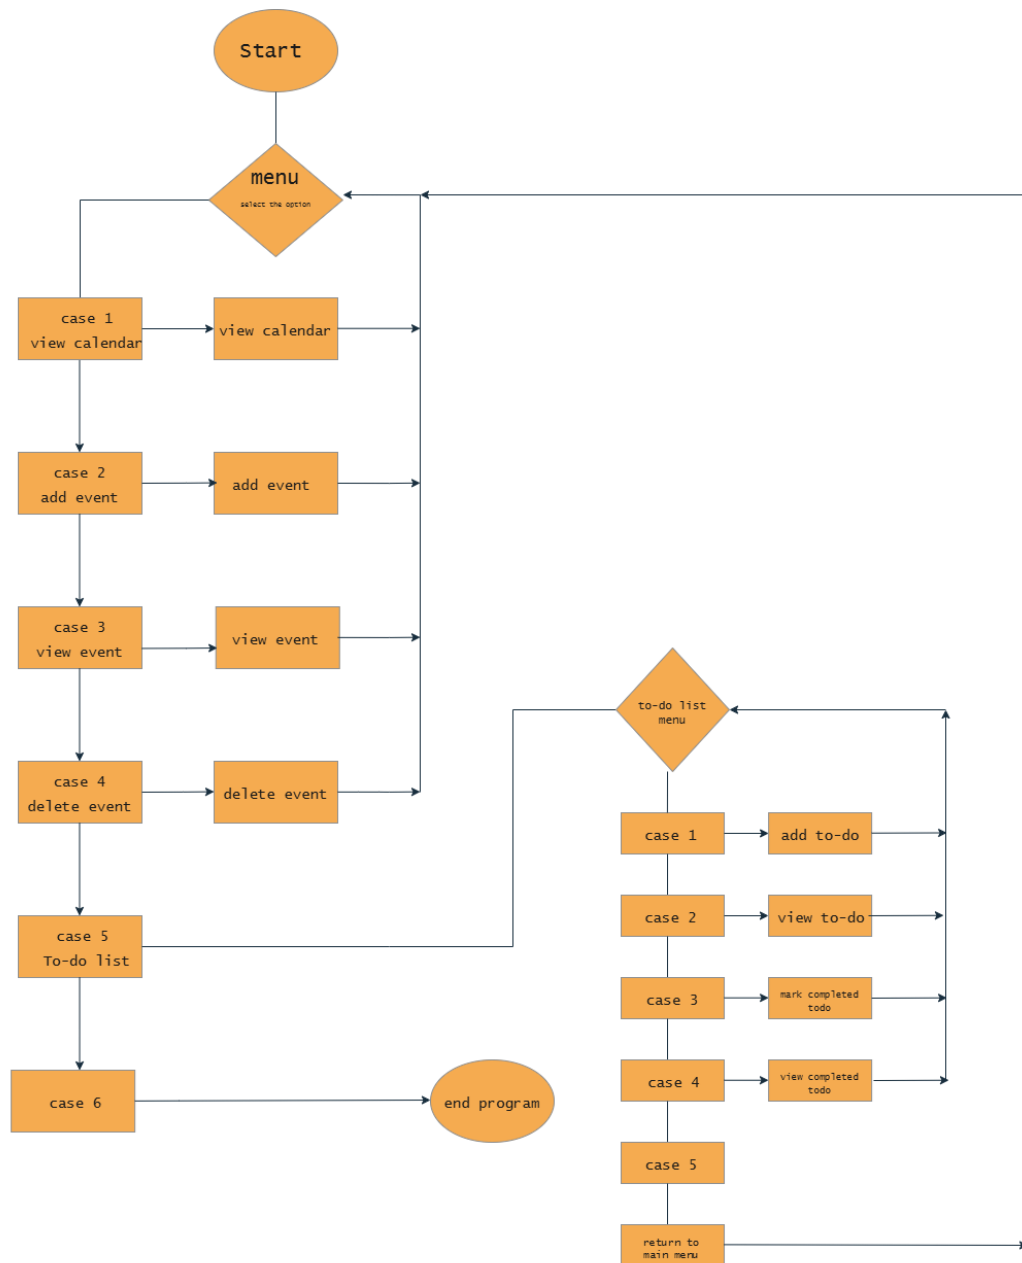 Start
menu
select the option
case 1
view calendar
view calendar
case 2
add event
add event
case 3
view event
view event
case 4
delete event
delete event
case 5
To-do list
case 6
end program
to-do list
menu
case 1
add to-do
case 2
view to-do
case 3
mark completed
todo
case 4
view completed
todo
case 5
return to
main menu